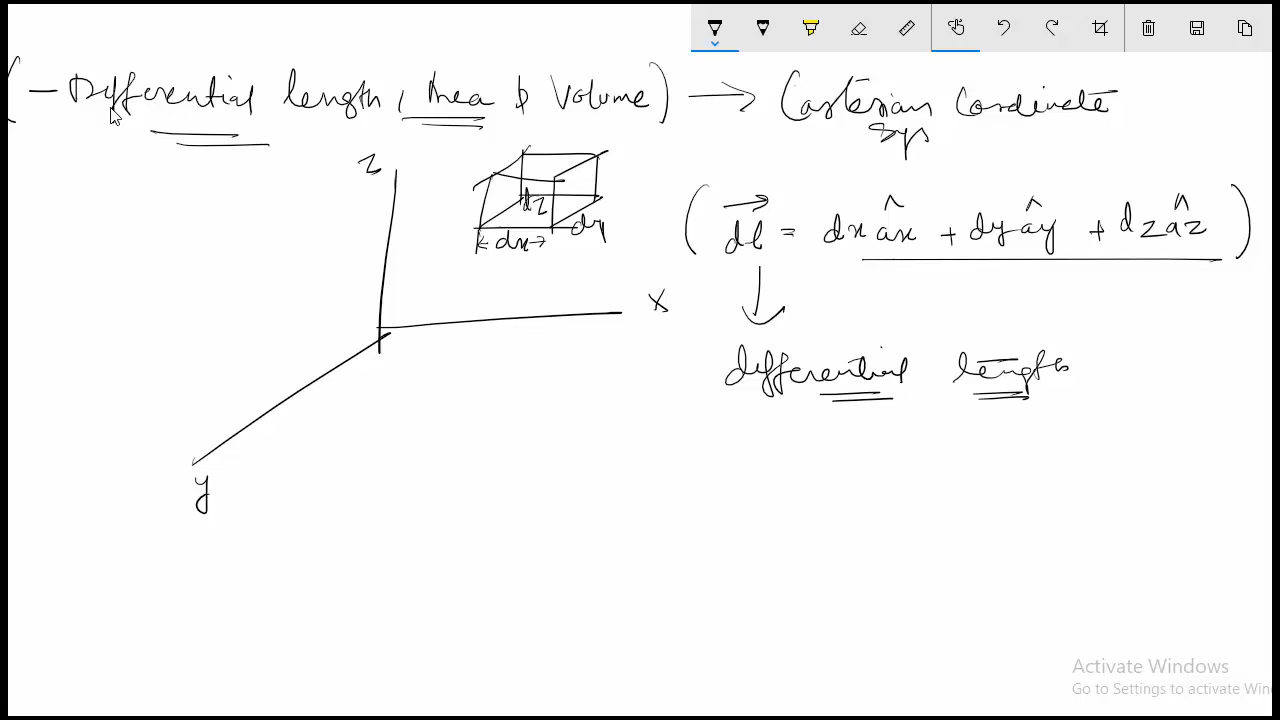 (- Differential length, Area & Volume) → Cartesian Coordinate
Sys
z
dz
dy
dx
dl = dx âx + dy ây + dz âz
x
differential lengths
y
Activate Windows
Go to Settings to activate Win